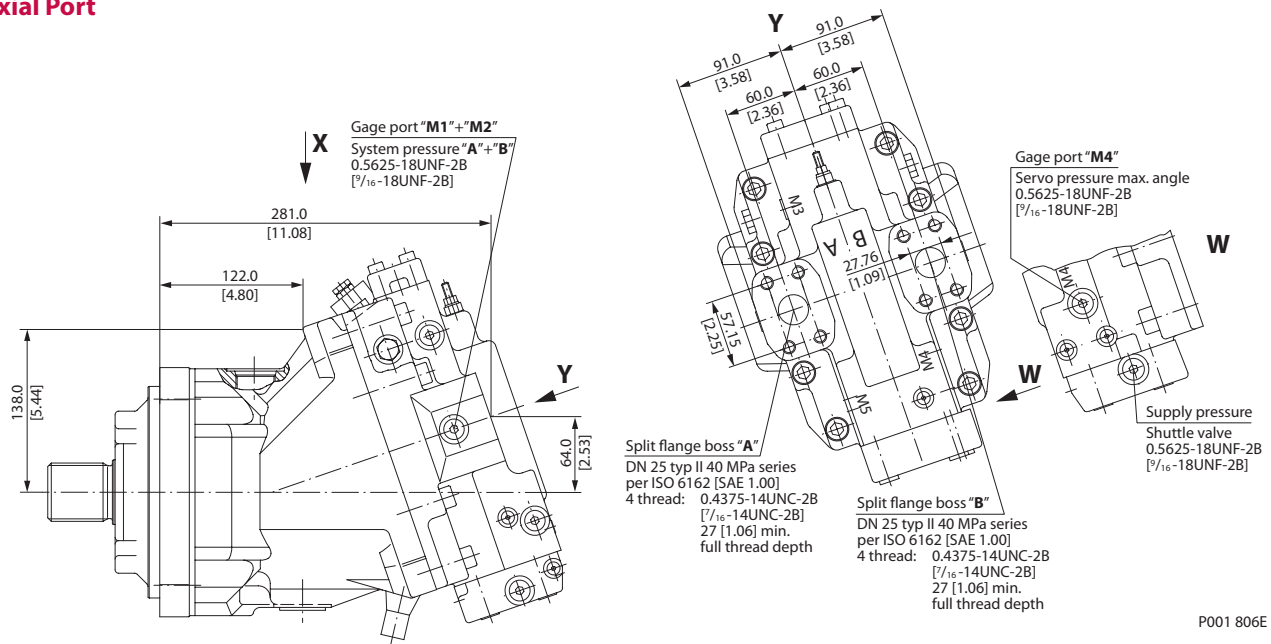 xial Port
Gage port "M1"+"M2"
System pressure "A"+"B"
0.5625-18UNF-2B
[9/16-18UNF-2B]
X
281.0
[11.08]
122.0
[4.80]
138.0
[5.44]
Y
64.0
[2.53]
Y
91.0
[3.58]
91.0
[3.58]
60.0
[2.36]
60.0
[2.36]
M3
A
B
27.76
[1.09]
57.15
[2.25]
M4
M5
W
Split flange boss "A"
DN 25 typ II 40 MPa series
per ISO 6162 [SAE 1.00]
4 thread: 0.4375-14UNC-2B
[7/16-14UNC-2B]
27 [1.06] min.
full thread depth
Split flange boss "B"
DN 25 typ II 40 MPa series
per ISO 6162 [SAE 1.00]
4 thread: 0.4375-14UNC-2B
[7/16-14UNC-2B]
27 [1.06] min.
full thread depth
Gage port "M4"
Servo pressure max. angle
0.5625-18UNF-2B
[9/16-18UNF-2B]
W
M4
Supply pressure
Shuttle valve
0.5625-18UNF-2B
[9/16-18UNF-2B]
P001 806E